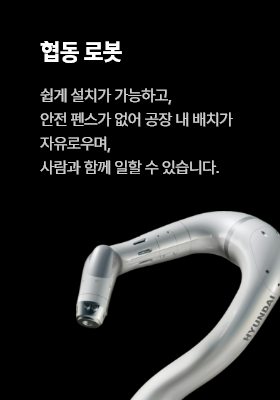 협동 로봇
쉽게 설치가 가능하고,
안전 펜스가 없어 공장 내 배치가
자유로우며,
사람과 함께 일할 수 있습니다.
HYUNDAI